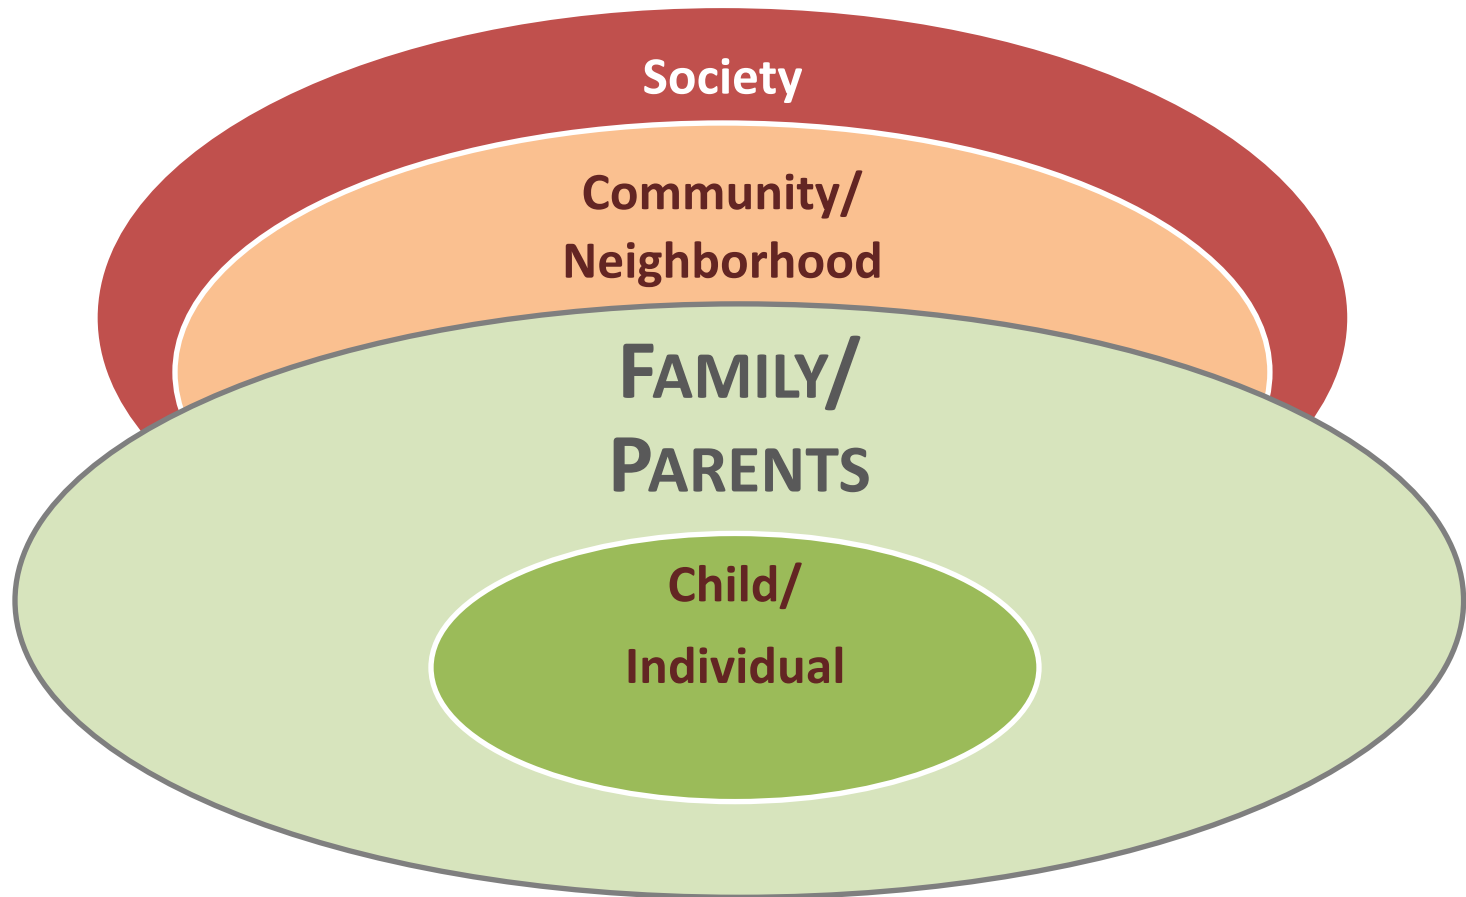 Society
Community/
Neighborhood
FAMILY/
PARENTS
Child/
Individual